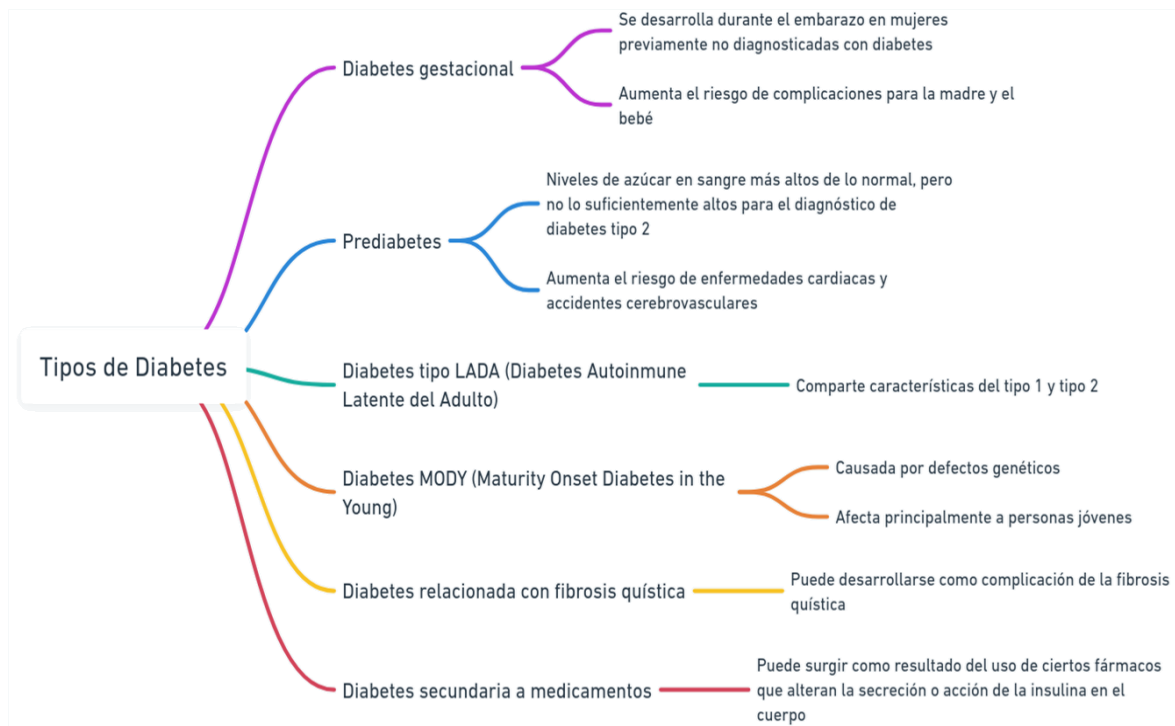 Tipos de Diabetes
Diabetes gestacional
Se desarrolla durante el embarazo en mujeres
previamente no diagnosticadas con diabetes
Aumenta el riesgo de complicaciones para la madre y el
bebé
Prediabetes
Niveles de azúcar en sangre más altos de lo normal, pero
no lo suficientemente altos para el diagnóstico de
diabetes tipo 2
Aumenta el riesgo de enfermedades cardiacas y
accidentes cerebrovasculares
Diabetes tipo LADA (Diabetes Autoinmune
Latente del Adulto)
Comparte características del tipo 1 y tipo 2
Diabetes MODY (Maturity Onset Diabetes in the
Young)
Causada por defectos genéticos
Afecta principalmente a personas jóvenes
Diabetes relacionada con fibrosis quística
Puede desarrollarse como complicación de la fibrosis
quística
Diabetes secundaria a medicamentos
Puede surgir como resultado del uso de ciertos fármacos
que alteran la secreción o acción de la insulina en el
cuerpo